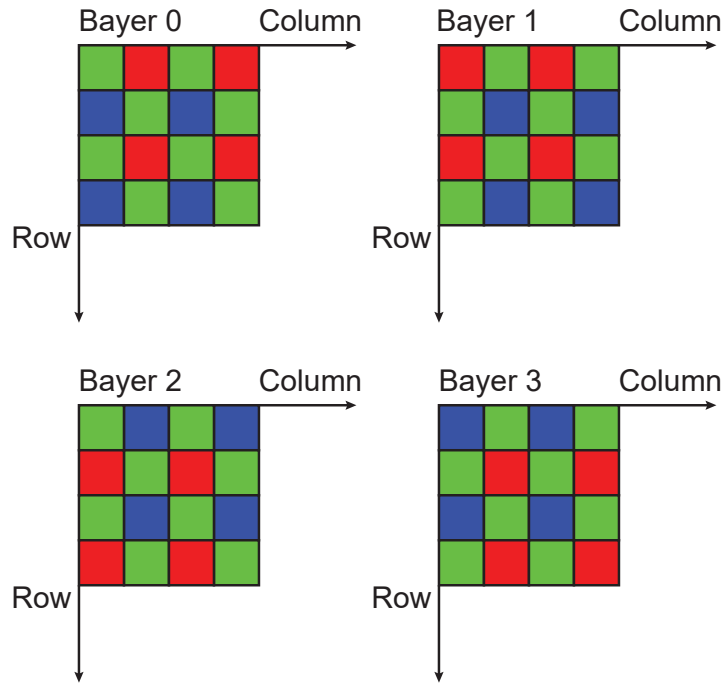 Bayer 0 Column
Bayer 1 Column
Row
Row
Bayer 2 Column
Bayer 3 Column
Row
Row